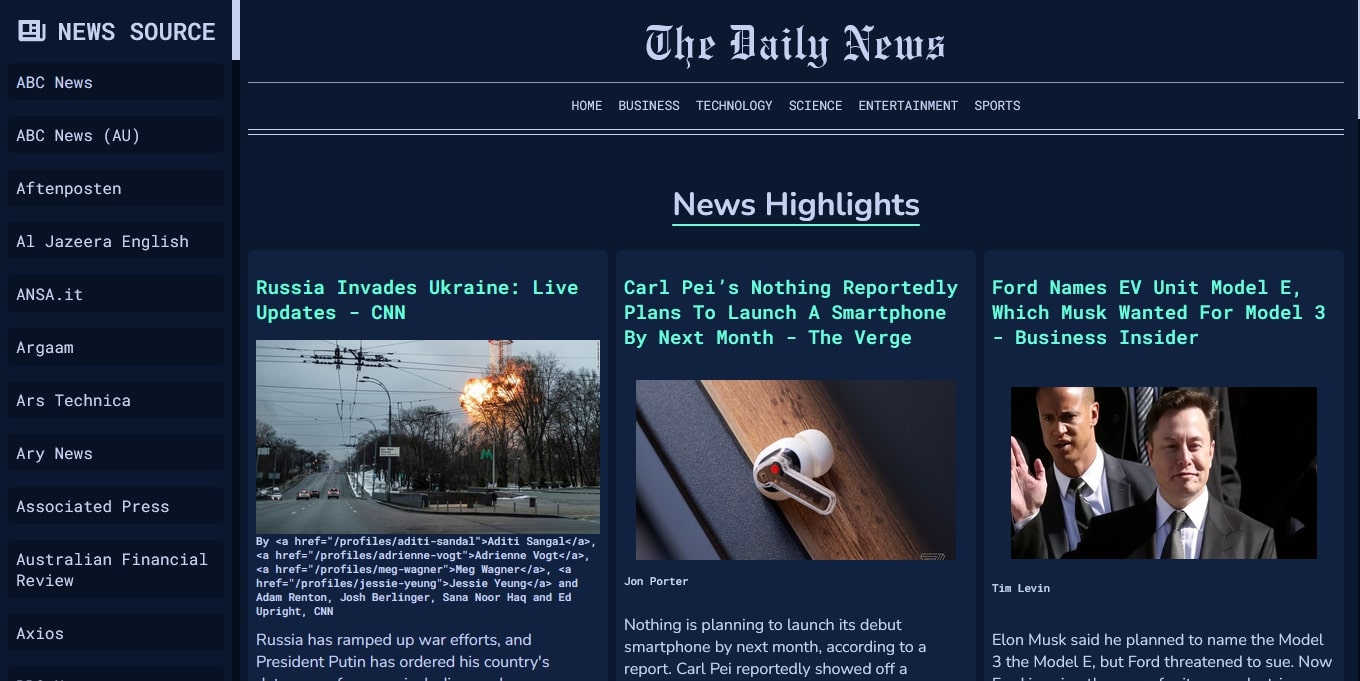 NEWS SOURCE
ABC News
ABC News (AU)
Aftenposten
Al Jazeera English
ANSA.it
Argaam
Ars Technica
Ary News
Associated Press
Australian Financial
Review
Axios
The Daily News
HOME BUSINESS TECHNOLOGY SCIENCE ENTERTAINMENT SPORTS
News Highlights
Russia Invades Ukraine: Live
Updates - CNN
By <a href="/profiles/aditi-sandal">Aditi Sangal</a>,
<a href="/profiles/adrienne-vogt">Adrienne Vogt</a>,
<a href="/profiles/meg-wagner">Meg Wagner</a>, <a
href="/profiles/jessie-yeung">Jessie Yeung</a> and
Adam Renton, Josh Berlinger, Sana Noor Haq and Ed
Upright, CNN
Russia has ramped up war efforts, and
President Putin has ordered his country's
Carl Pei’s Nothing Reportedly
Plans To Launch A Smartphone
By Next Month - The Verge
Jon Porter
Nothing is planning to launch its debut
smartphone by next month, according to a
report. Carl Pei reportedly showed off a
Ford Names EV Unit Model E,
Which Musk Wanted For Model 3
- Business Insider
Tim Levin
Elon Musk said he planned to name the Model
3 the Model E, but Ford threatened to sue. Now